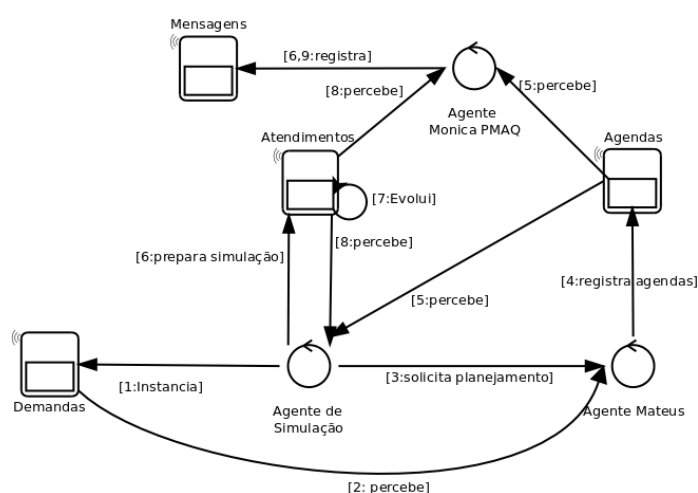 Mensagens
[6,9:registra]
[5:percebe]
[8:percebe]
Agente
Monica PMAQ
Atendimentos
Agendas
[7:Evolui]
[8:percebe]
[6:prepara simulação]
[4:registra agendas]
[5:percebe]
[3:solicita planejamento]
[1:Instancia]
Demandas
Agente de
Simulação
Agente Mateus
[2: percebe]